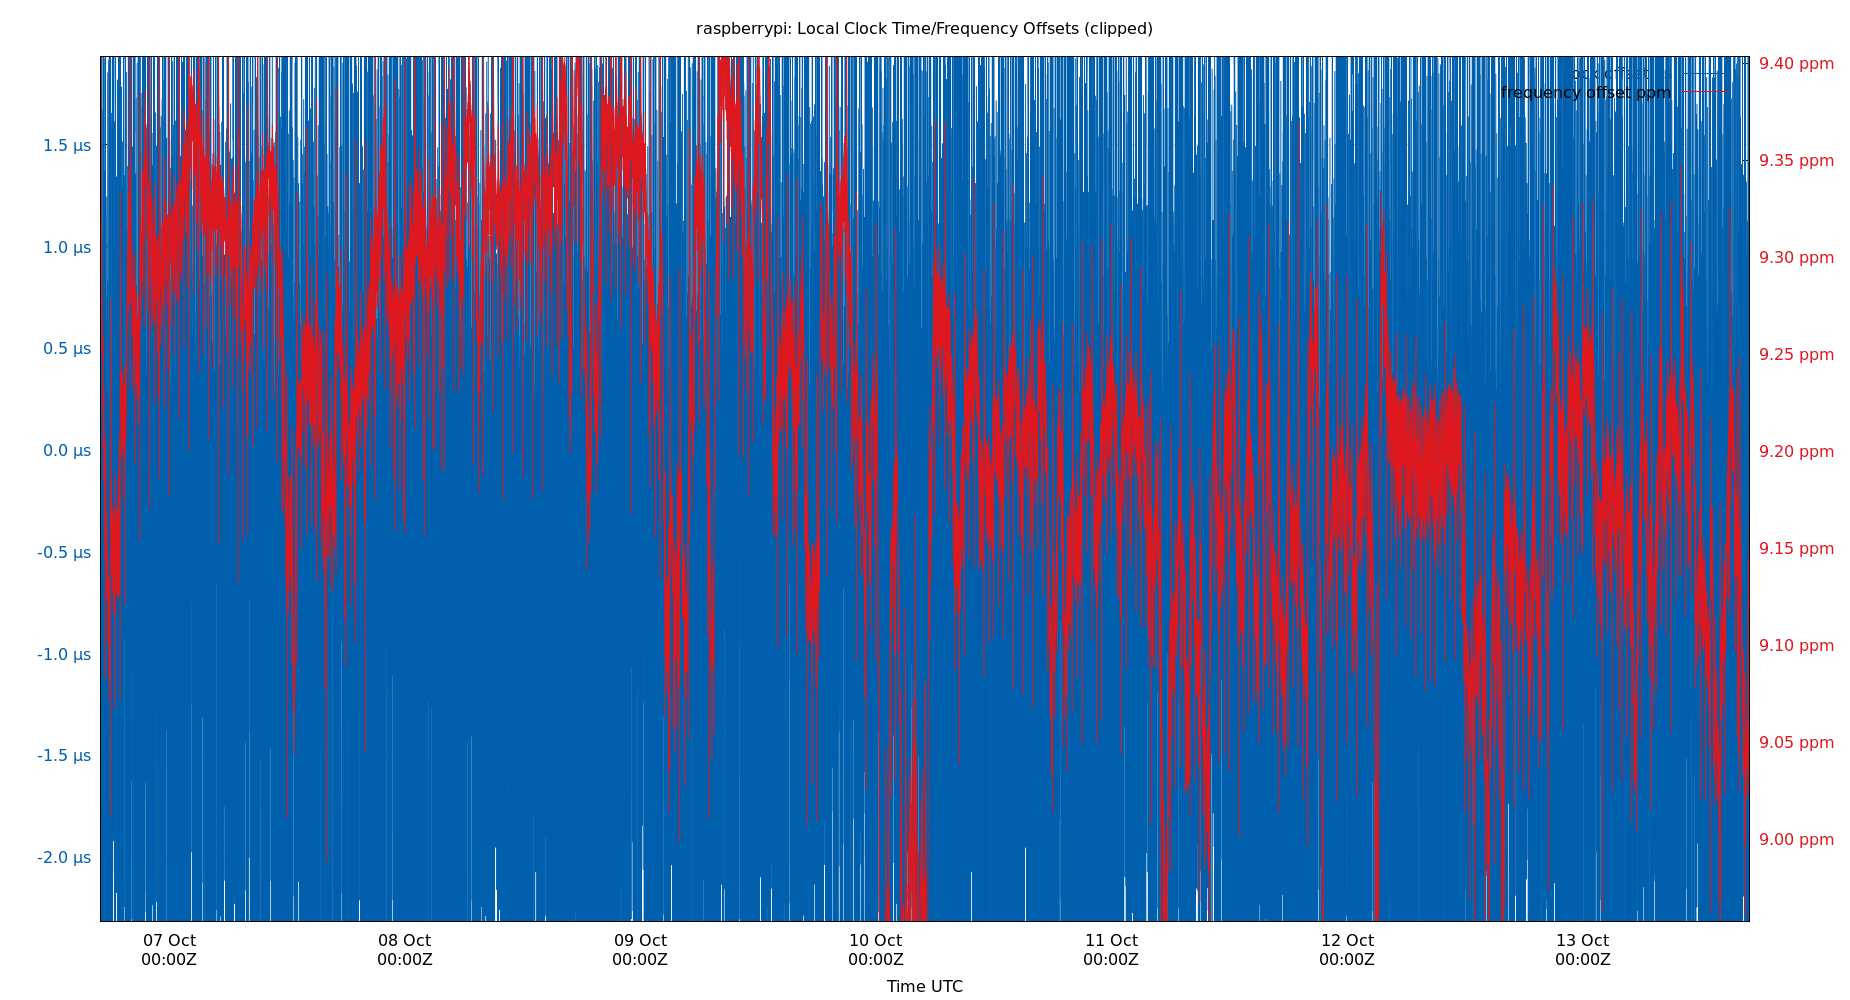 raspberrypi: Local Clock Time/Frequency Offsets (clipped)
offset
frequency offset ppm
1.5 µs
1.0 µs
0.5 µs
0.0 µs
-0.5 µs
-1.0 µs
-1.5 µs
-2.0 µs
9.40 ppm
9.35 ppm
9.30 ppm
9.25 ppm
9.20 ppm
9.15 ppm
9.10 ppm
9.05 ppm
9.00 ppm
07 Oct
00:00Z
08 Oct
00:00Z
09 Oct
00:00Z
10 Oct
00:00Z
11 Oct
00:00Z
12 Oct
00:00Z
13 Oct
00:00Z
Time UTC